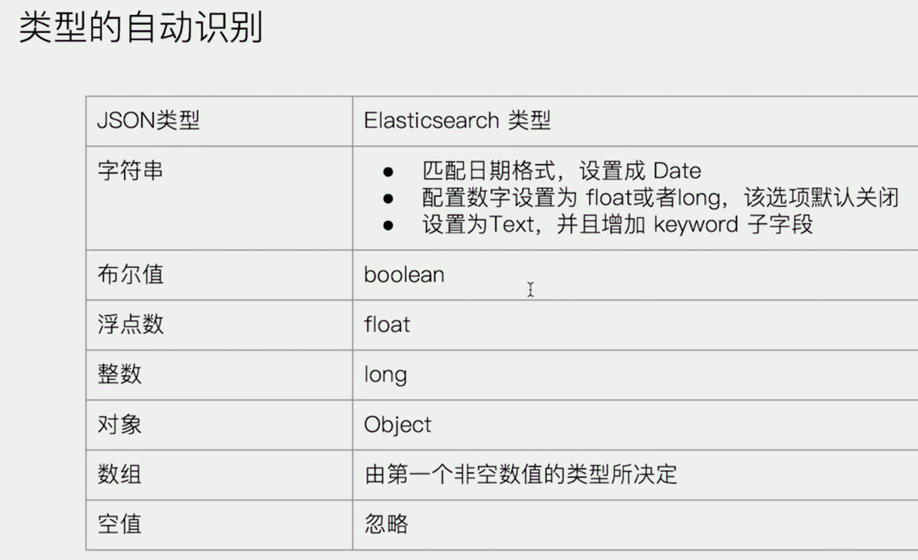 类型的自动识别
JSON类型
Elasticsearch 类型
字符串
● 匹配日期格式，设置成 Date
● 配置数字设置为 float或者long，该选项默认关闭
● 设置为Text，并且增加 keyword 子字段
布尔值
boolean
浮点数
float
整数
long
对象
Object
数组
由第一个非空数值的类型所决定
空值
忽略